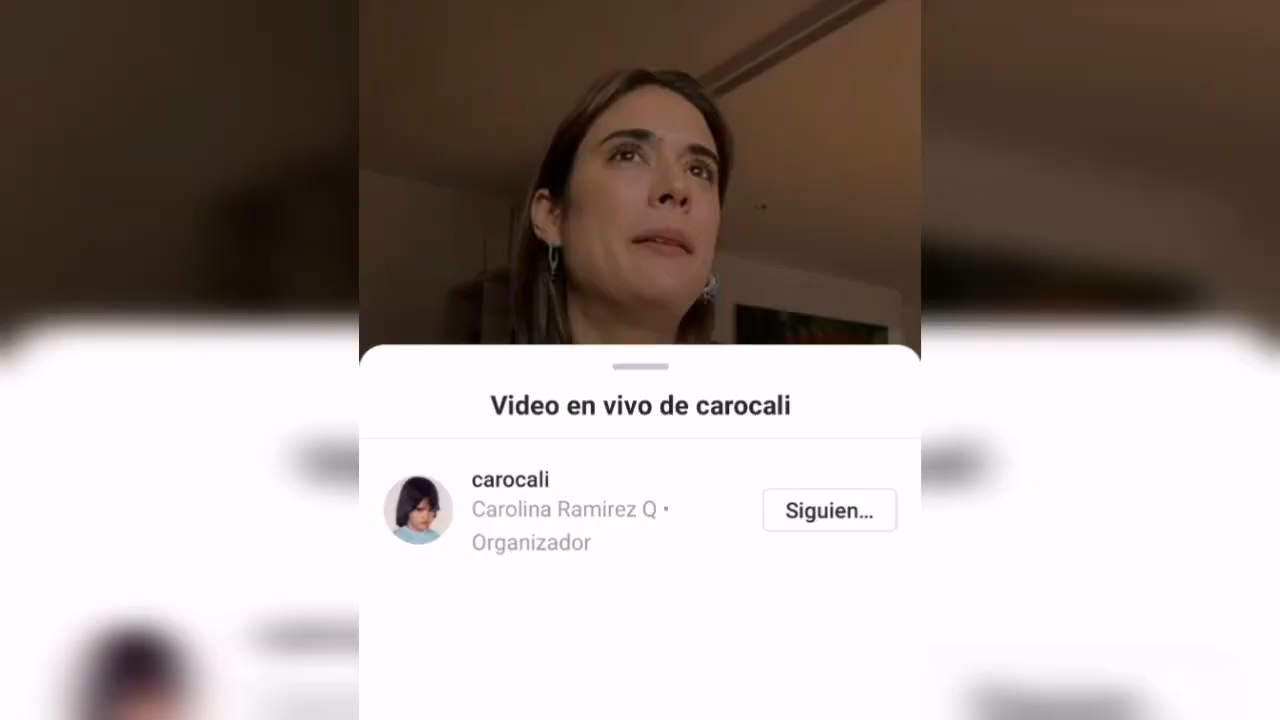 Video en vivo de carocali
carocali
Carolina Ramirez Q •
Organizador
Siguien...